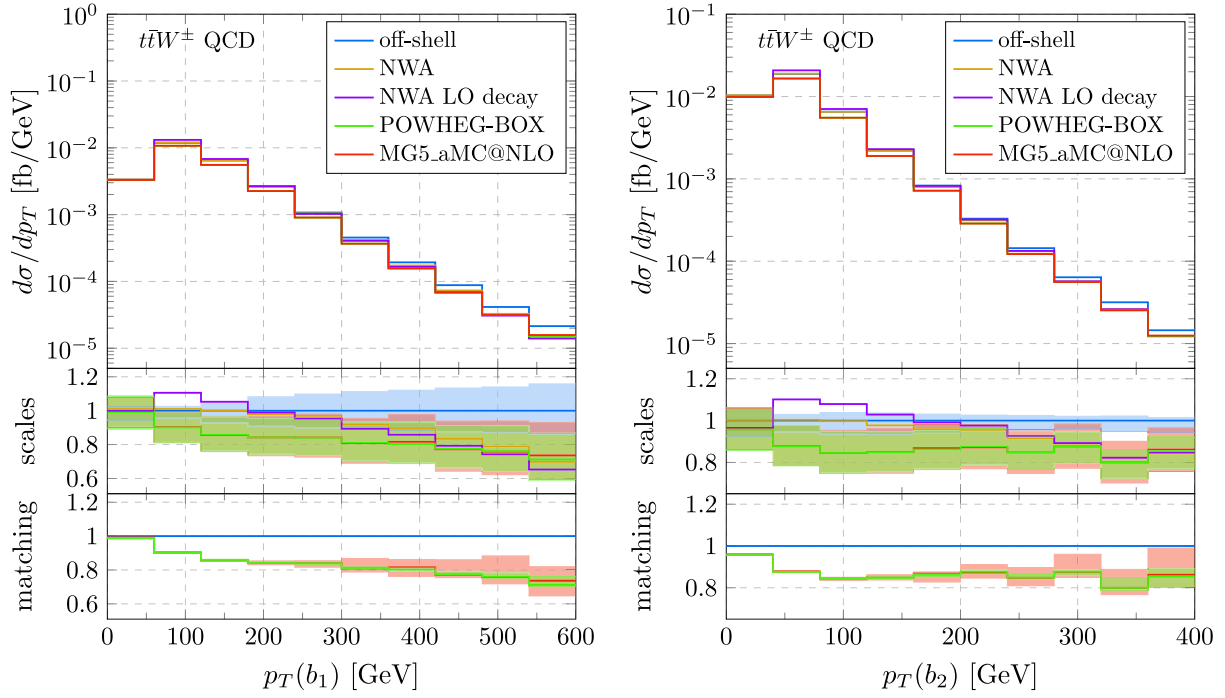 tt̄W± QCD
off-shell
NWA
NWA LO decay
POWHEG-BOX
MG5_aMC@NLO
dσ/dp_T [fb/GeV]
10^0
10^−1
10^−2
10^−3
10^−4
10^−5
scales
1.2
1
0.8
0.6
matching
1.2
1
0.8
0.6
0 100 200 300 400 500 600
p_T(b_1) [GeV]
tt̄W± QCD
off-shell
NWA
NWA LO decay
POWHEG-BOX
MG5_aMC@NLO
dσ/dp_T [fb/GeV]
10^0
10^−1
10^−2
10^−3
10^−4
10^−5
scales
1.2
1
0.8
matching
1.2
1
0.8
0 100 200 300 400
p_T(b_2) [GeV]